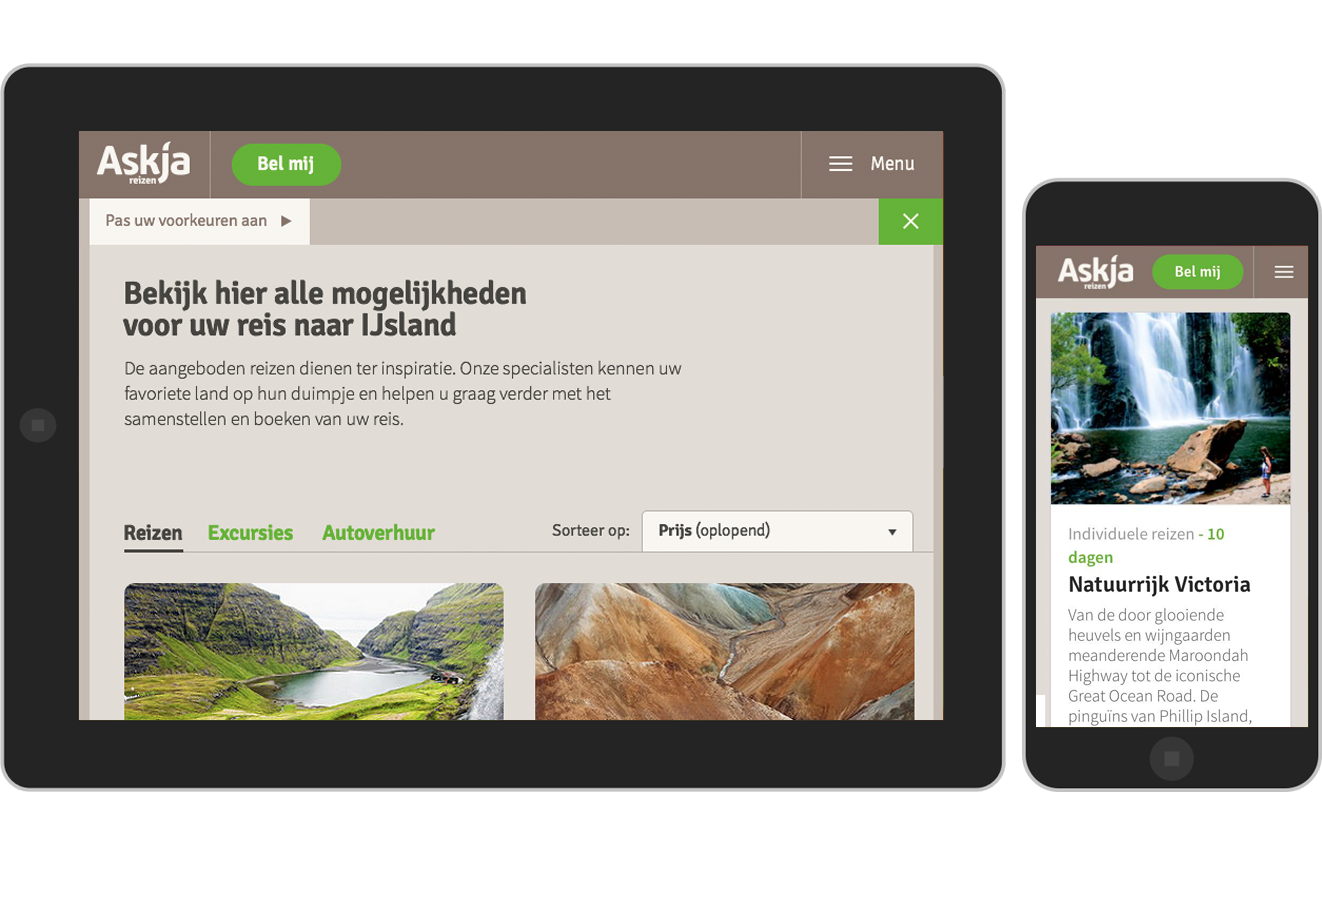 Askja
reizen
Bel mij
Menu
Pas uw voorkeuren aan
Bekijk hier alle mogelijkheden
voor uw reis naar IJsland
De aangeboden reizen dienen ter inspiratie. Onze specialisten kennen uw
favoriete land op hun duimpje en helpen u graag verder met het
samenstellen en boeken van uw reis.
Reizen Excursies Autoverhuur Sorteer op: Prijs (oplopend)
Askja
reizen
Bel mij
Individuele reizen - 10
dagen
Natuurrijk Victoria
Van de door glooiende
heuvels en wijngaarden
meanderende Maroondah
Highway tot de iconische
Great Ocean Road. De
pinguïns van Phillip Island,